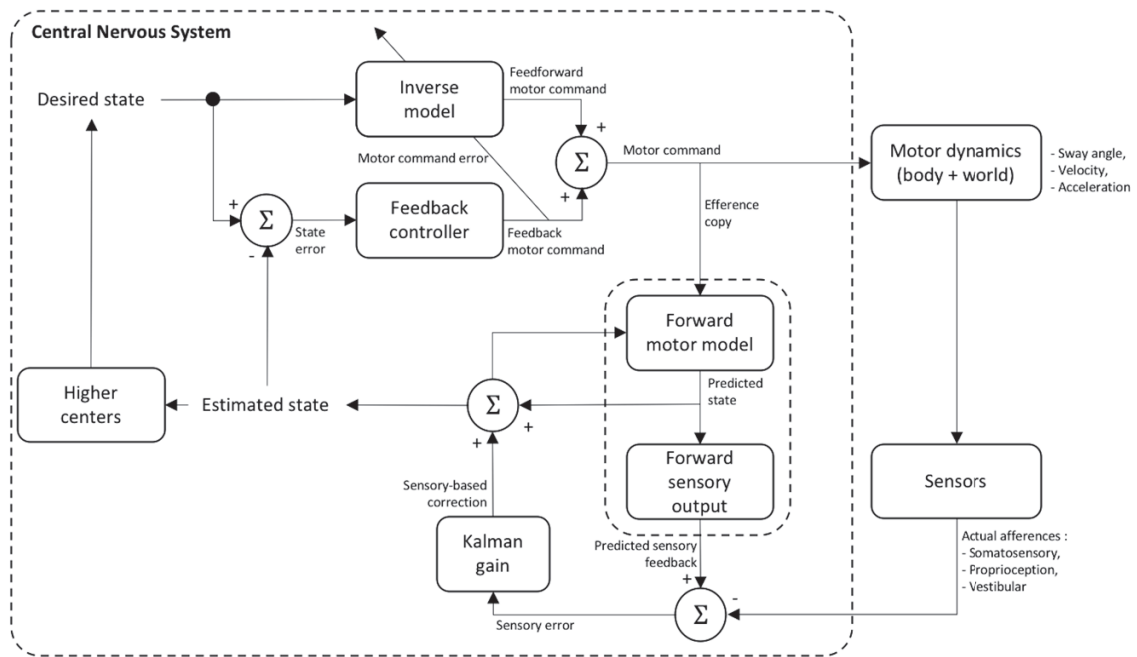 Central Nervous System
Desired state
Inverse
model
Feedforward
motor command
+
Σ
+
Motor command error
Motor command
Motor dynamics
(body + world)
- Sway angle,
- Velocity,
- Acceleration
+
Σ
-
State
error
Feedback
controller
Feedback
motor command
Efference
copy
Forward
motor model
Predicted
state
Higher
centers
Estimated state
Σ
+
+
Forward
sensory
output
Sensors
Sensory-based
correction
Kalman
gain
Predicted sensory
feedback
Actual afferences :
- Somatosensory,
- Proprioception,
- Vestibular
+
-
Σ
Sensory error